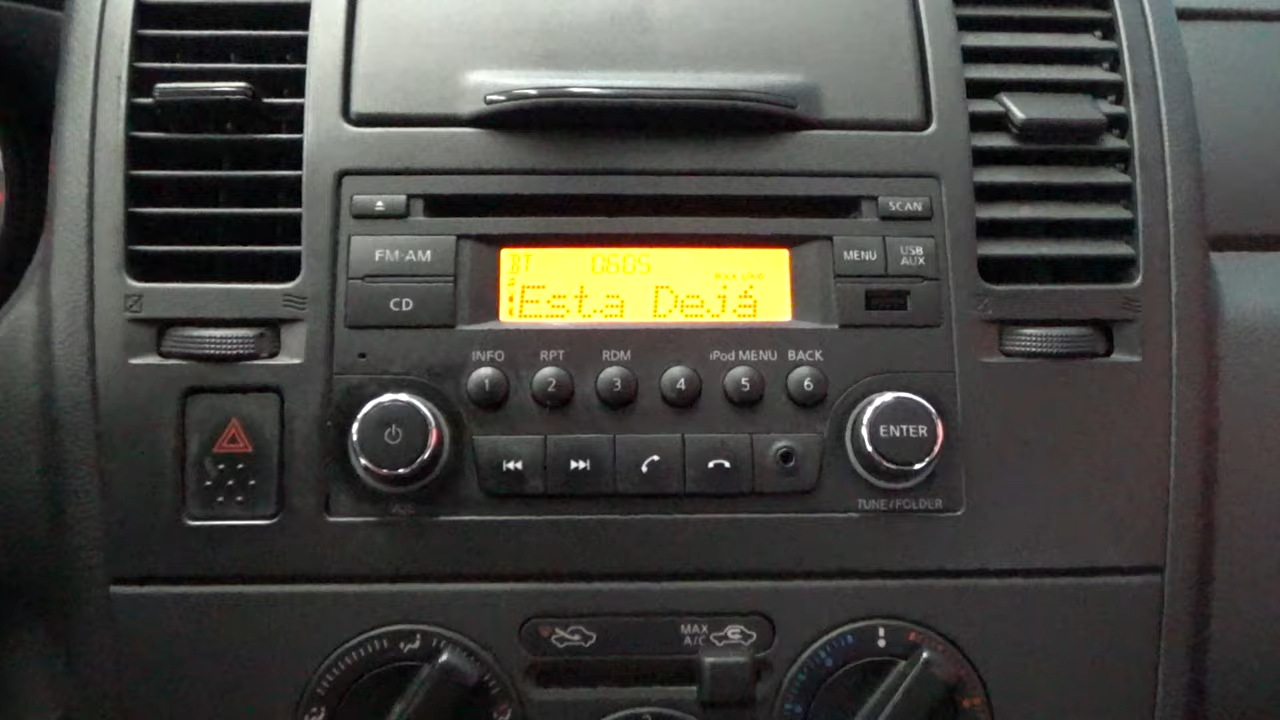 SCAN
FM·AM
CD
BT 0605
Esta Dejá
MENU
USB
AUX
INFO RPT RDM iPod MENU BACK
1 2 3 4 5 6
ENTER
TUNE/FOLDER
MAX
A/C